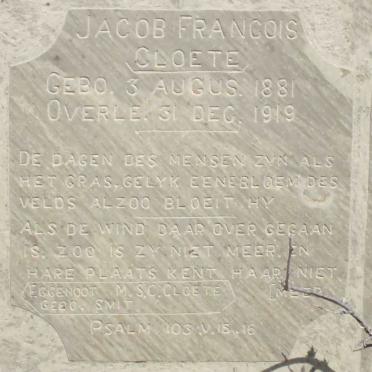 JACOB FRANCOIS
CLOETE
GEBO. 3 AUGUS. 1881
OVERLE. 31 DEC. 1919
DE DAGEN DES MENSEN ZYN ALS
HET GRAS, GELYK EENE BLOEM DES
VELDS ALZOO BLOEIT HY
ALS DE WIND DAAR OVER GEGAAN
IS, ZOO IS ZY NIET MEER, EN
HARE PLAATS KENT HAAR NIET
[MEER.
EGGENOOT M.S.C. CLOETE
GEBO. SMIT.
PSALM. 103. V. 15, 16